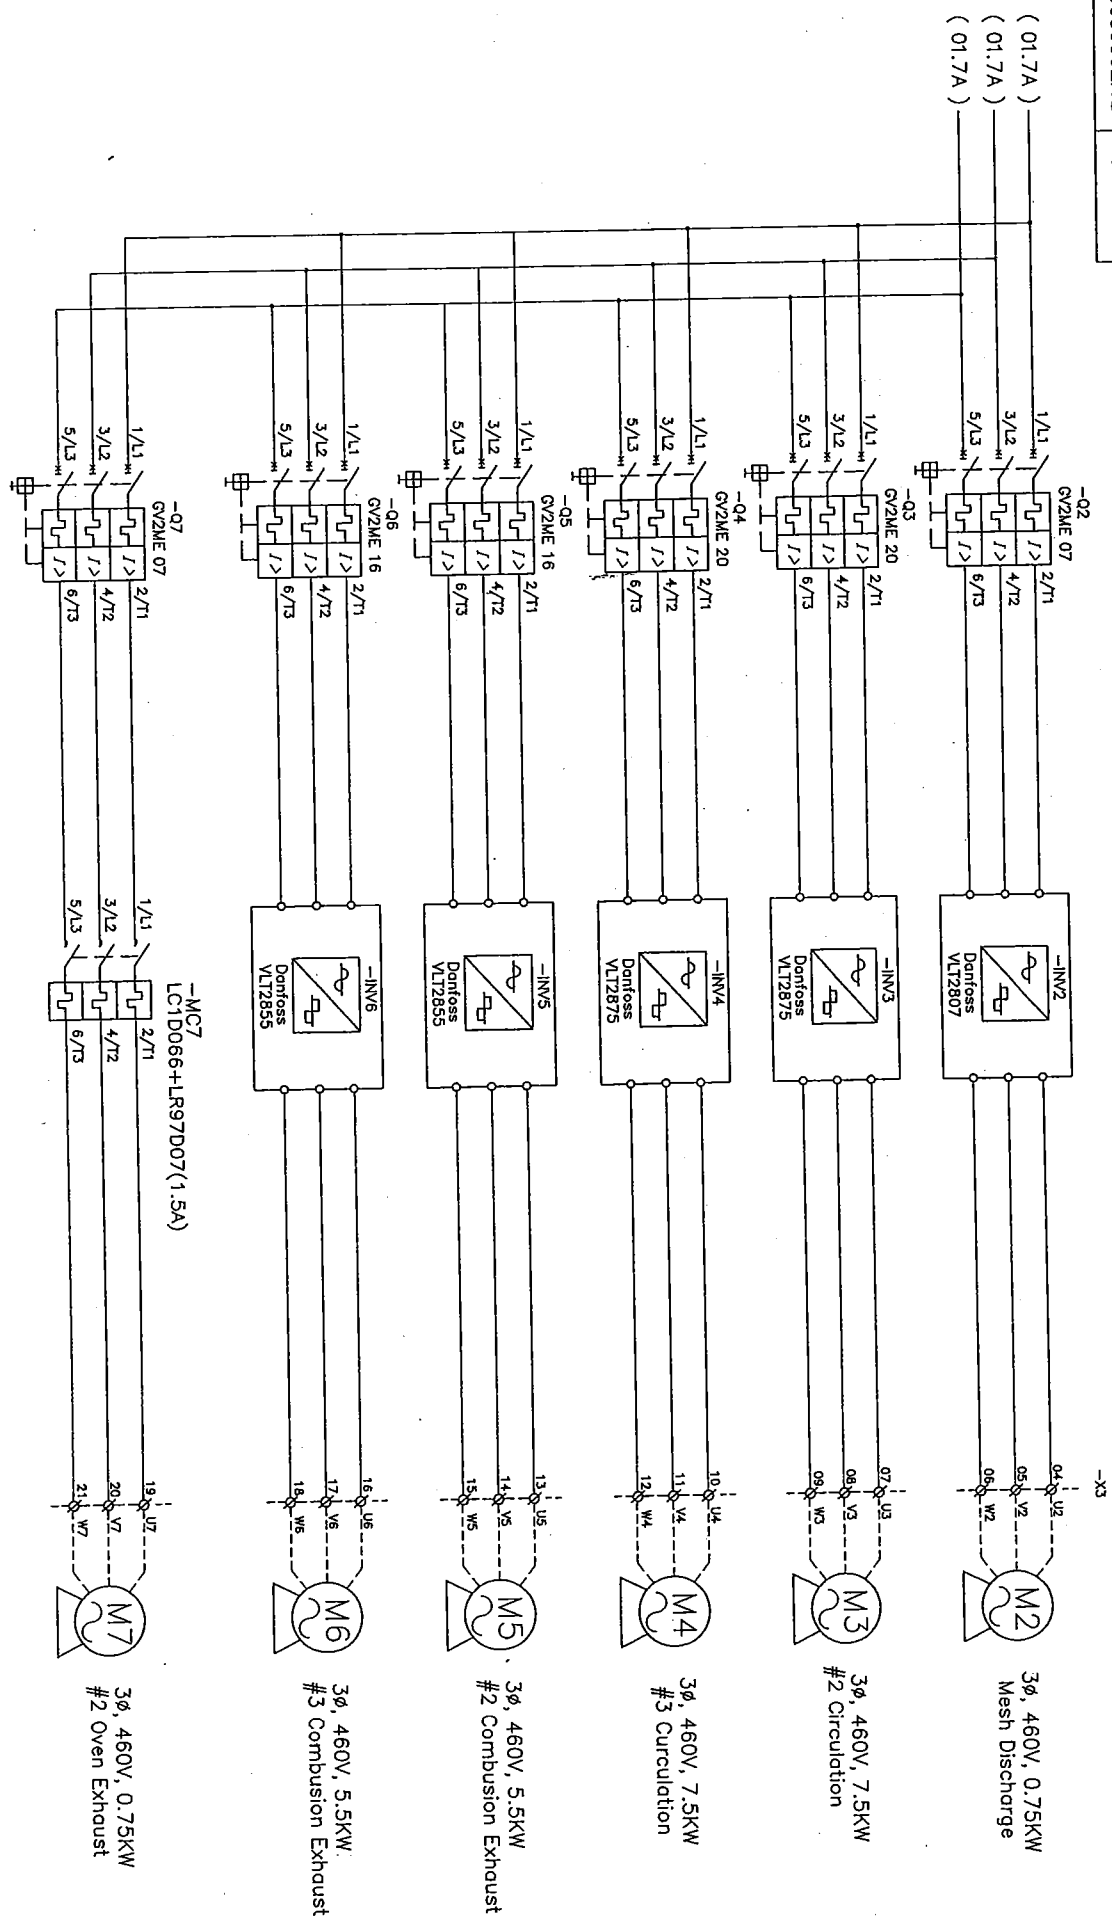 ( 01.7A )
( 01.7A )
( 01.7A )
-X3
1/L1
3/L2
5/L3
-Q2
GV2ME 07
2/T1
4/T2
6/T3
-INV2
Danfoss
VLT2807
04
05
06
U2
V2
W2
M2
3ø, 460V, 0.75KW
Mesh Discharge
1/L1
3/L2
5/L3
-Q3
GV2ME 20
2/T1
4/T2
6/T3
-INV3
Danfoss
VLT2875
07
08
09
U3
V3
W3
M3
3ø, 460V, 7.5KW
#2 Circulation
1/L1
3/L2
5/L3
-Q4
GV2ME 20
2/T1
4/T2
6/T3
-INV4
Danfoss
VLT2875
10
11
12
U4
V4
W4
M4
3ø, 460V, 7.5KW
#3 Curculation
1/L1
3/L2
5/L3
-Q5
GV2ME 16
2/T1
4/T2
6/T3
-INV5
Danfoss
VLT2855
13
14
15
U5
V5
W5
M5
3ø, 460V, 5.5KW
#2 Combusion Exhaust
1/L1
3/L2
5/L3
-Q6
GV2ME 16
2/T1
4/T2
6/T3
-INV6
Danfoss
VLT2855
16
17
18
U6
V6
W6
M6
3ø, 460V, 5.5KW
#3 Combusion Exhaust
1/L1
3/L2
5/L3
-Q7
GV2ME 07
2/T1
4/T2
6/T3
1/L1
3/L2
5/L3
-MC7
LC1D066+LR97D07(1.5A)
2/T1
4/T2
6/T3
19
20
21
U7
V7
W7
M7
3ø, 460V, 0.75KW
#2 Oven Exhaust